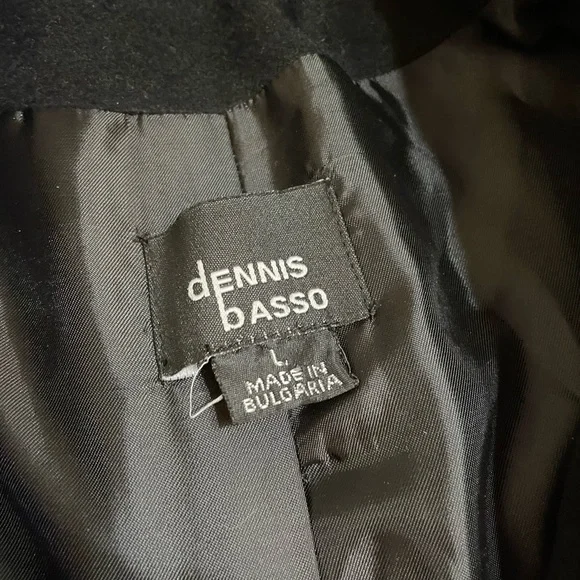 dENNIS
bASSO
L
MADE IN
BULGARIA